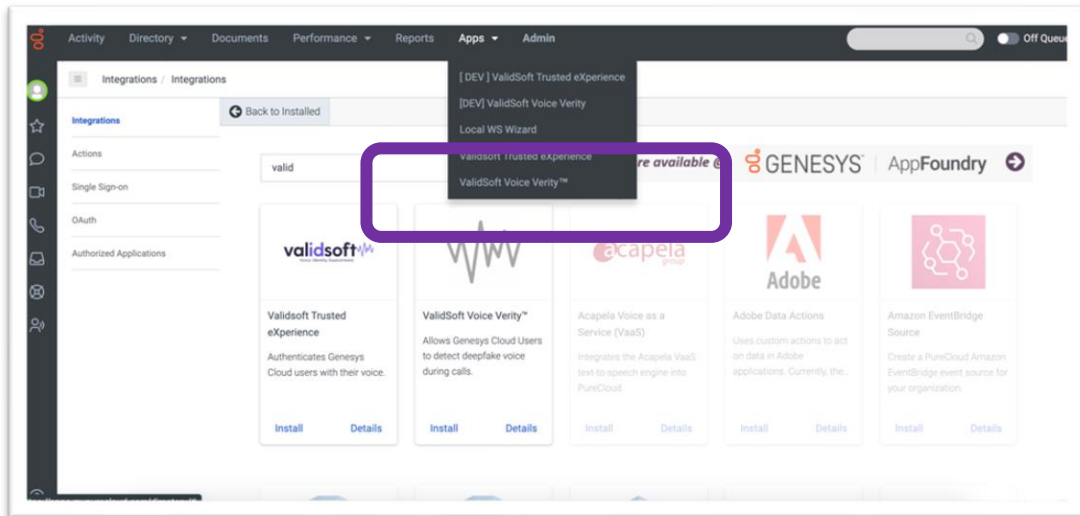 Activity Directory Documents Performance Reports Apps Admin Off Queue
Integrations / Integrations
[ DEV ] ValidSoft Trusted eXperience
[DEV] ValidSoft Voice Verity
Local WS Wizard
Validsoft Trusted eXperience
ValidSoft Voice Verity™
Integrations
Actions
Single Sign-on
OAuth
Authorized Applications
Back to Installed
valid
available
GENESYS™ AppFoundry
validsoft
acapela
group
Adobe
Validsoft Trusted
eXperience
Authenticates Genesys
Cloud users with their voice.
Install Details
ValidSoft Voice Verity™
Allows Genesys Cloud Users
to detect deepfake voice
during calls.
Install Details
Acapela Voice as a
Service (VaaS)
Integrates the Acapela VaaS
text-to-speech engine into
PureCloud.
Install Details
Adobe Data Actions
Uses custom actions to act
on data in Adobe
applications. Currently, the...
Install Details
Amazon EventBridge
Source
Create a PureCloud Amazon
EventBridge event source for
your organization
Install Details